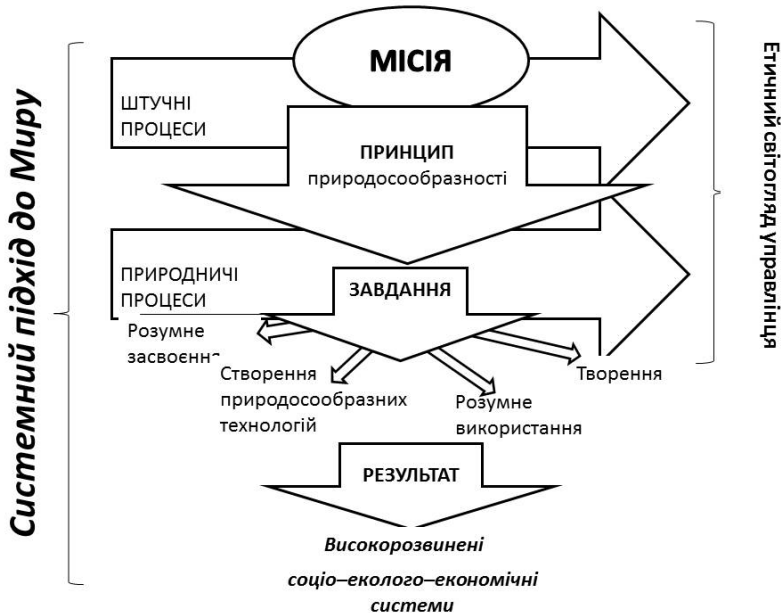 МІСІЯ
ШТУЧНІ
ПРОЦЕСИ
ПРИНЦИП
природосообразності
ПРИРОДНИЧІ
ПРОЦЕСИ
ЗАВДАННЯ
Розумне
засвоєння
Створення
природосообразних
технологій
Розумне
використання
Творення
РЕЗУЛЬТАТ
Високорозвинені
соціо–еколого–економічні
системи
Системний підхід до Миру
Етичний світогляд управлінця